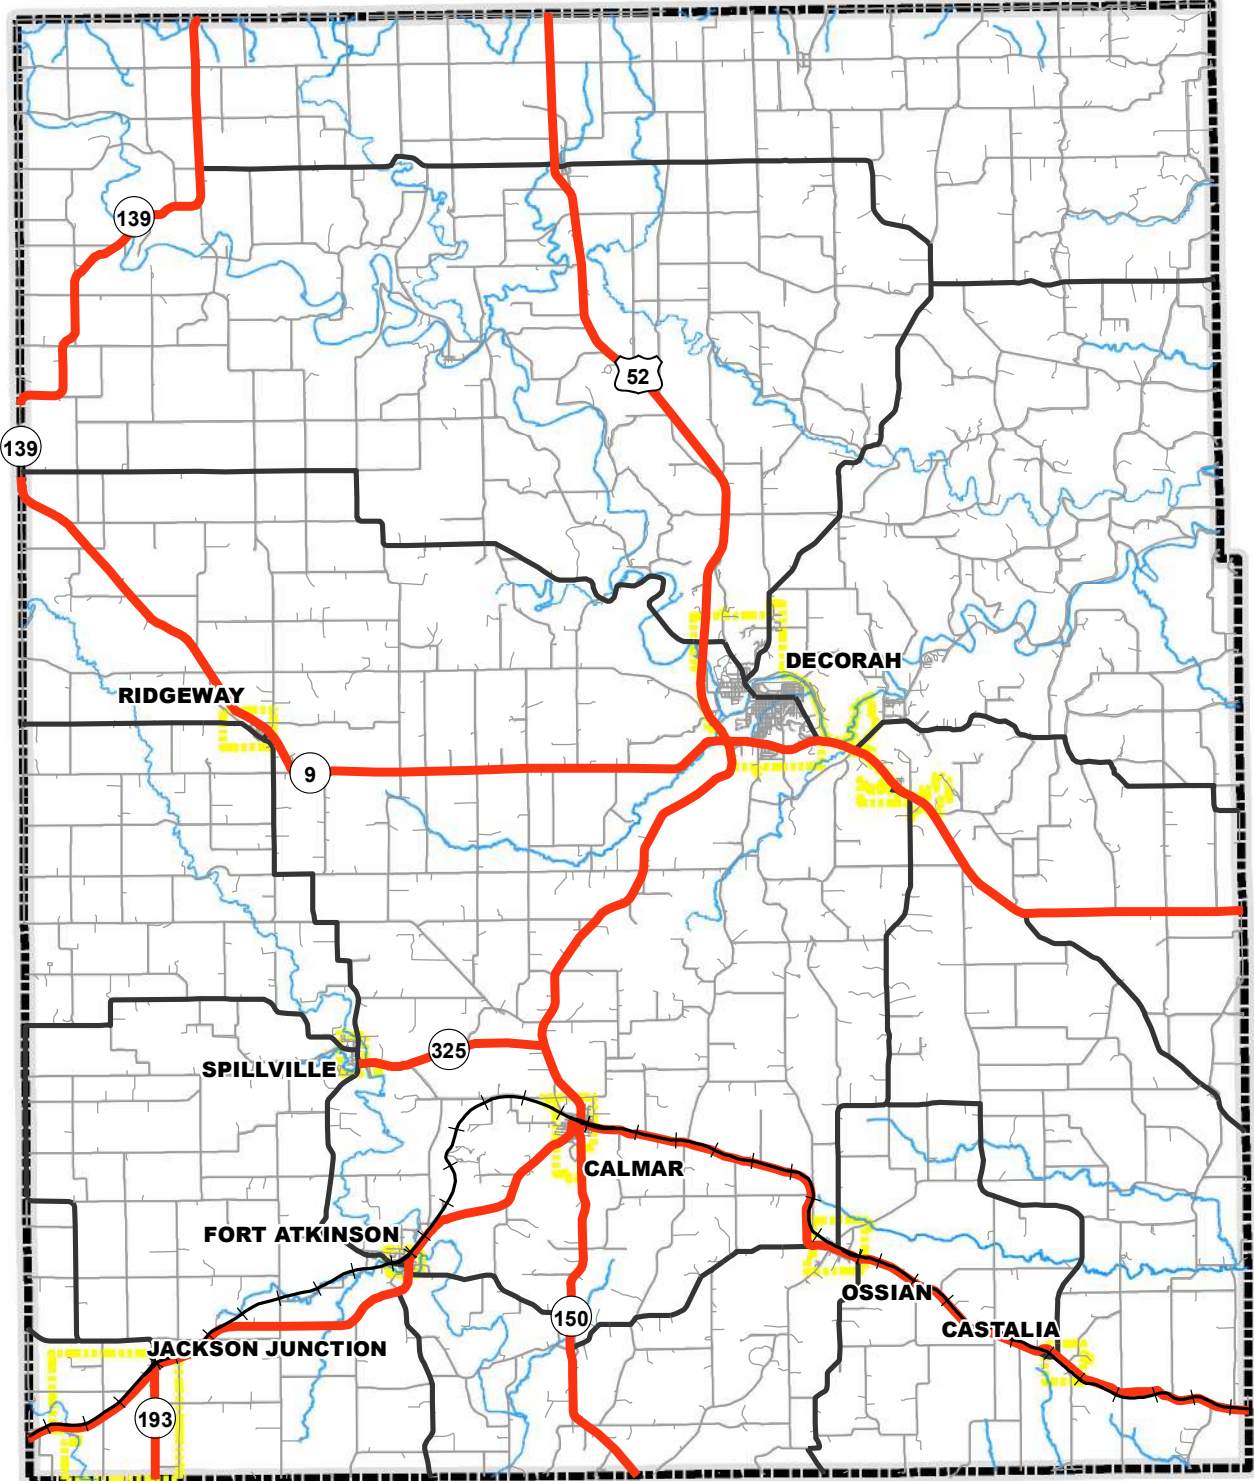 139
52
139
DECORAH
RIDGEWAY
9
325
SPILLVILLE
CALMAR
FORT ATKINSON
OSSIAN
150
CASTALIA
JACKSON JUNCTION
193